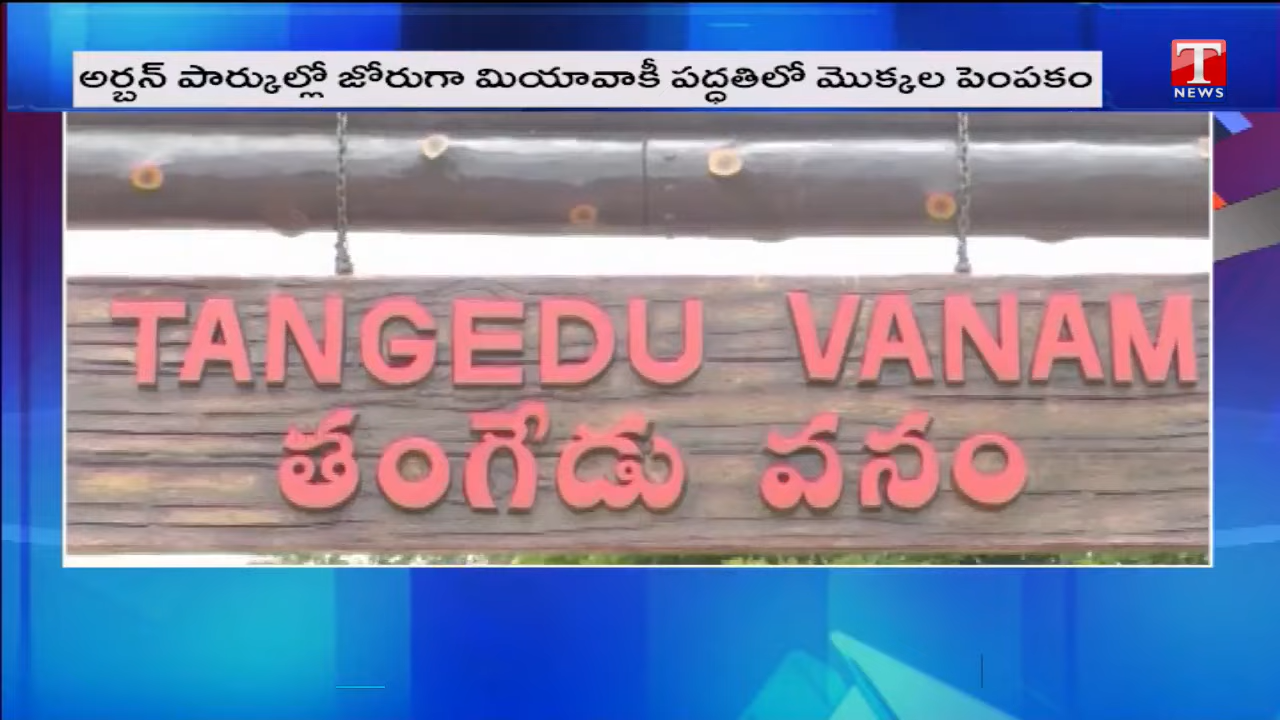 అర్బన్ పార్కుల్లో జోరుగా మియావాకీ పద్ధతిలో మొక్కల పెంపకం
T
NEWS
TANGEDU VANAM
తంగేడు వనం